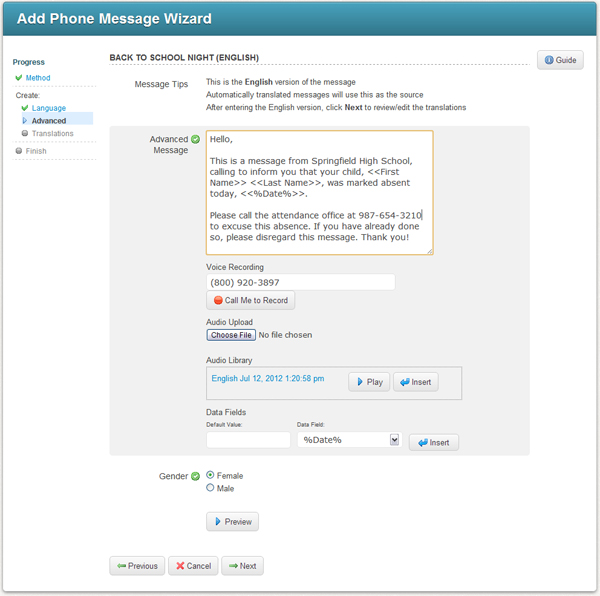 Add Phone Message Wizard
Progress
Method
Create:
Language
Advanced
Translations
Finish
BACK TO SCHOOL NIGHT (ENGLISH)
Guide
Message Tips
This is the English version of the message
Automatically translated messages will use this as the source
After entering the English version, click Next to review/edit the translations
Advanced
Message
Hello,
This is a message from Springfield High School,
calling to inform you that your child, <<First
Name>> <<Last Name>>, was marked absent
today, <<%Date%>>.
Please call the attendance office at 987-654-3210
to excuse this absence. If you have already done
so, please disregard this message. Thank you!
Voice Recording
(800) 920-3897
Call Me to Record
Audio Upload
Choose File No file chosen
Audio Library
English Jul 12, 2012 1:20:58 pm
Play
Insert
Data Fields
Default Value:
Data Field:
%Date%
Insert
Gender
Female
Male
Preview
Previous
Cancel
Next